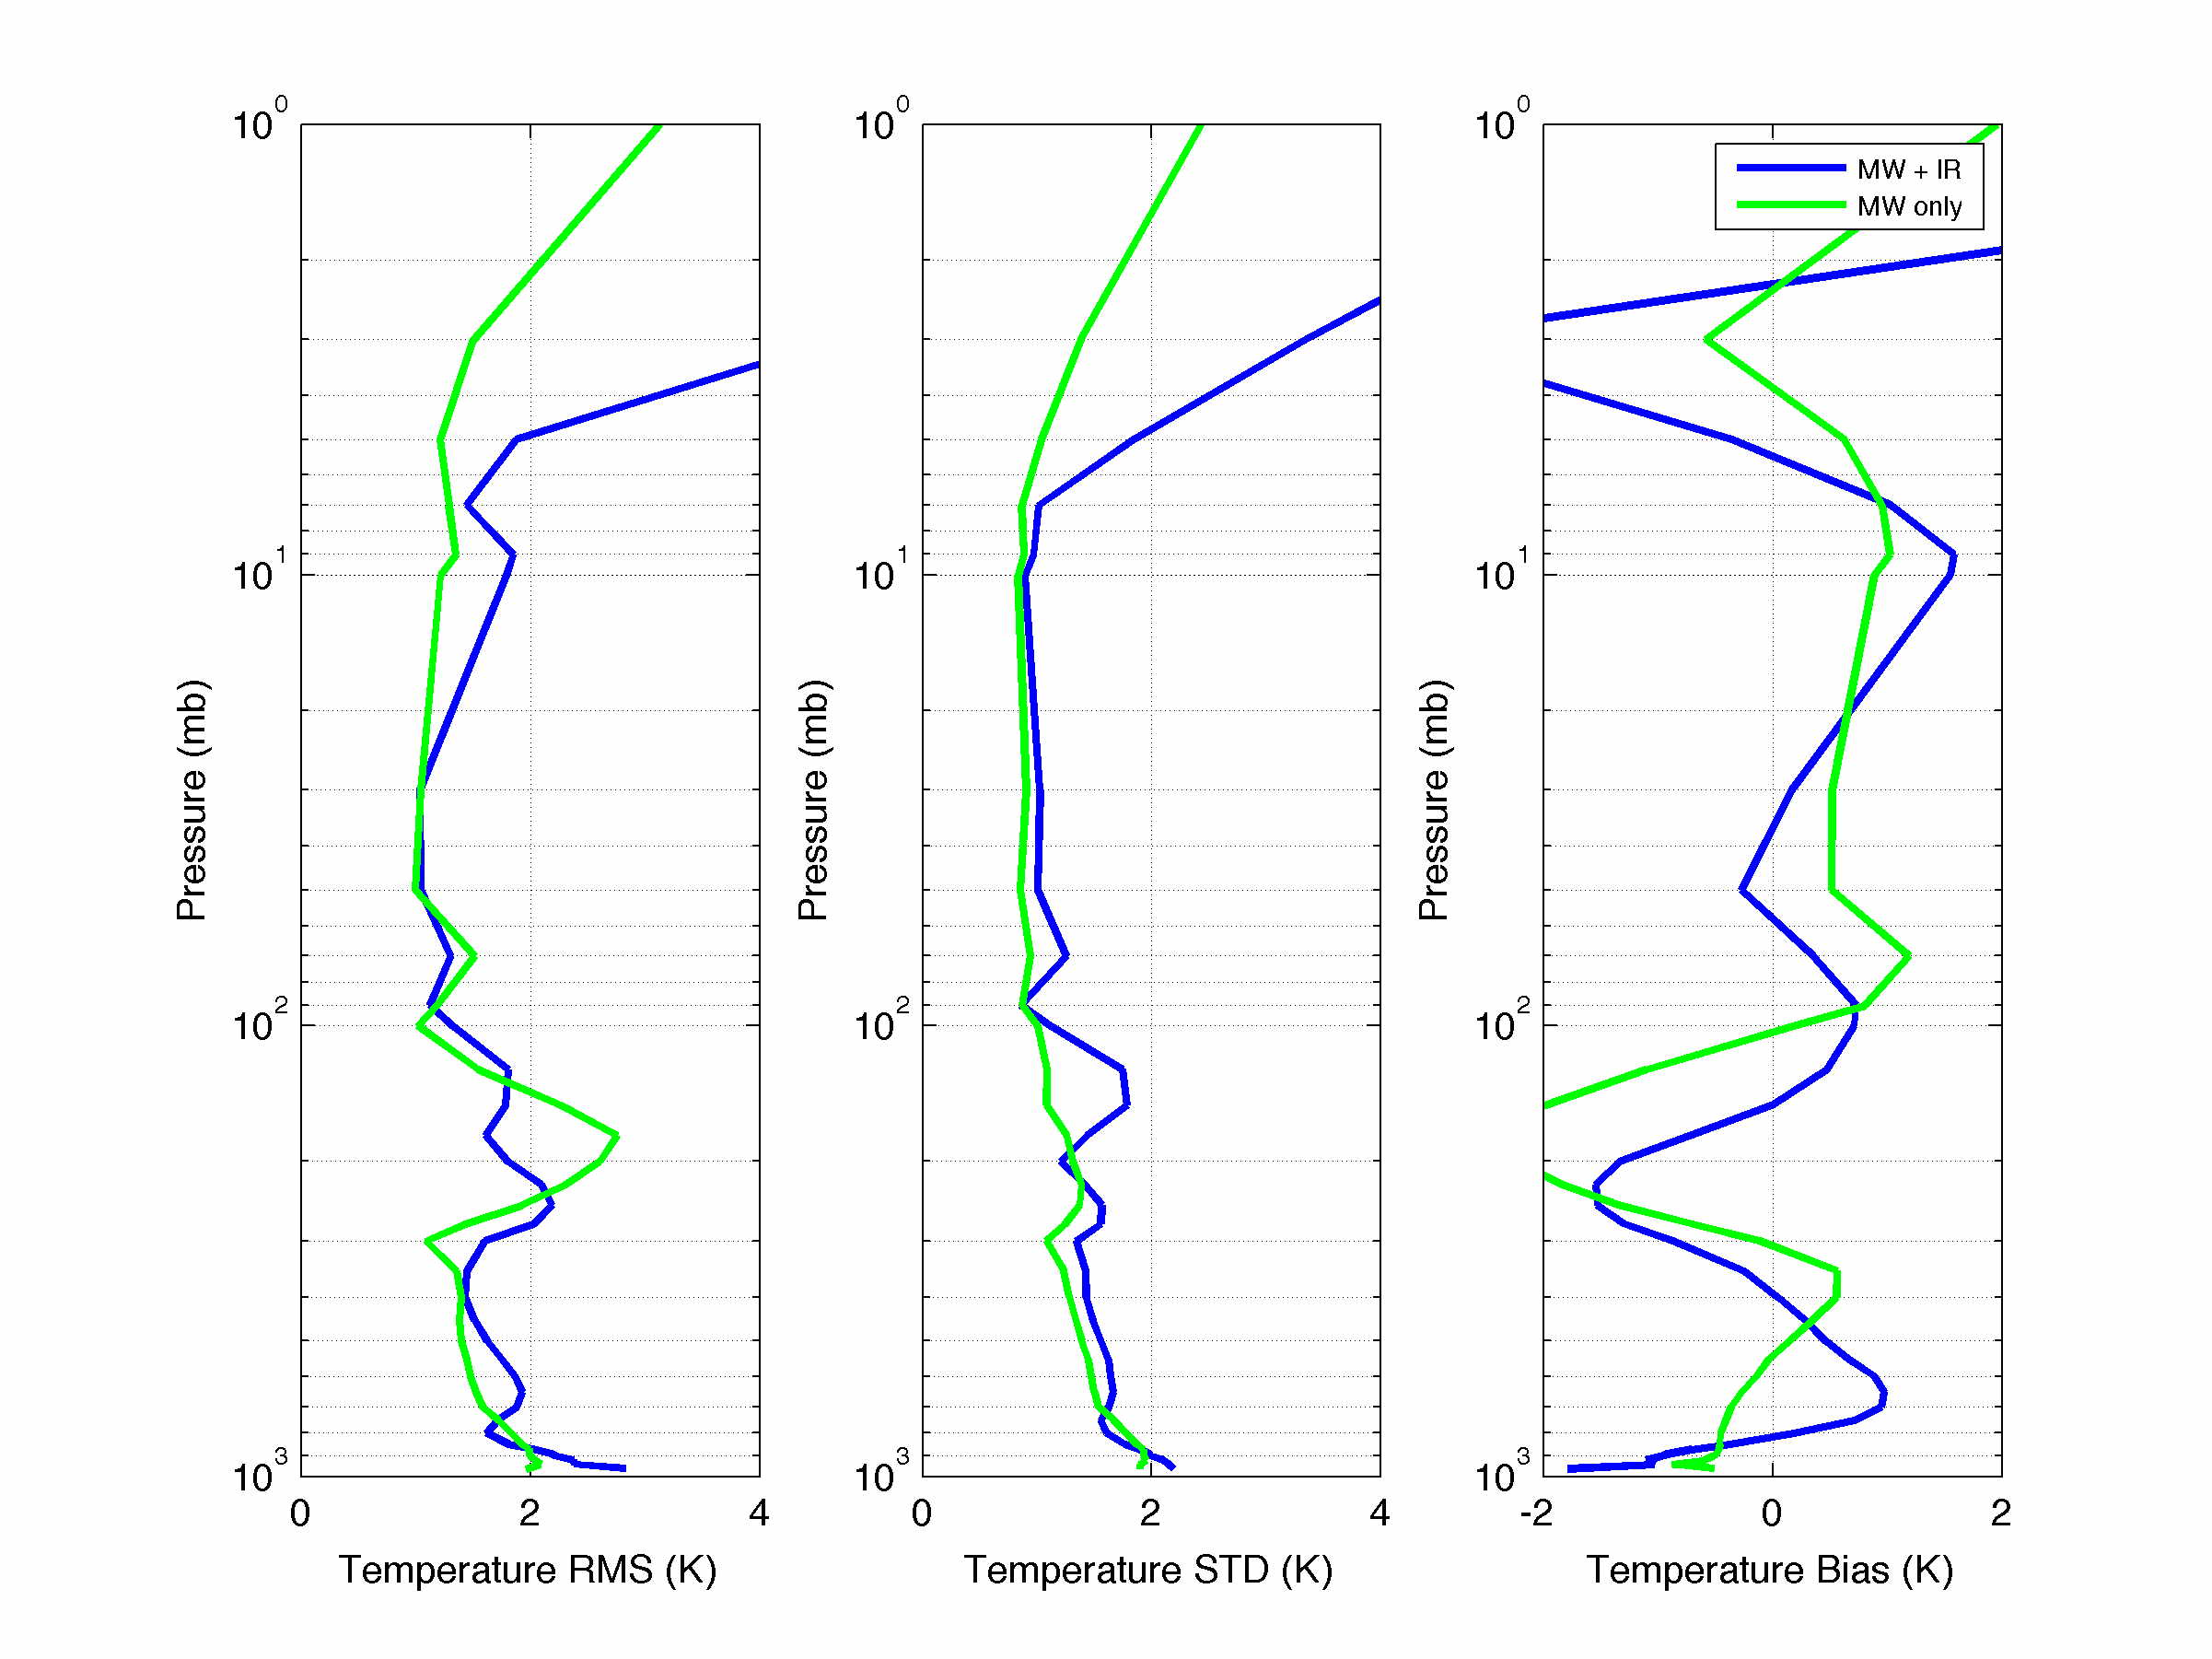 10^0
10^1
10^2
10^3
Pressure (mb)
0 2 4
Temperature RMS (K)
10^0
10^1
10^2
10^3
Pressure (mb)
0 2 4
Temperature STD (K)
10^0
10^1
10^2
10^3
Pressure (mb)
-2 0 2
Temperature Bias (K)
MW + IR
MW only